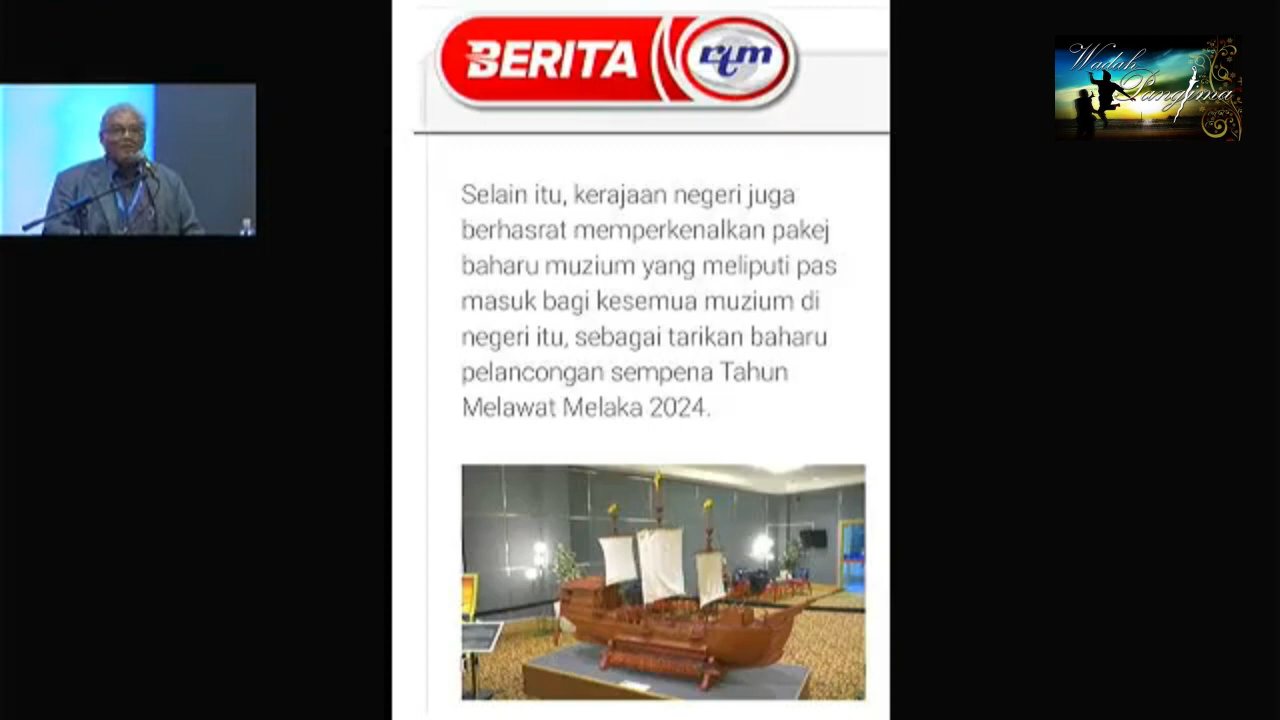 BERITA rtm
Wadah
Panglima
Selain itu, kerajaan negeri juga
berhasrat memperkenalkan pakej
baharu muzium yang meliputi pas
masuk bagi kesemua muzium di
negeri itu, sebagai tarikan baharu
pelancongan sempena Tahun
Melawat Melaka 2024.